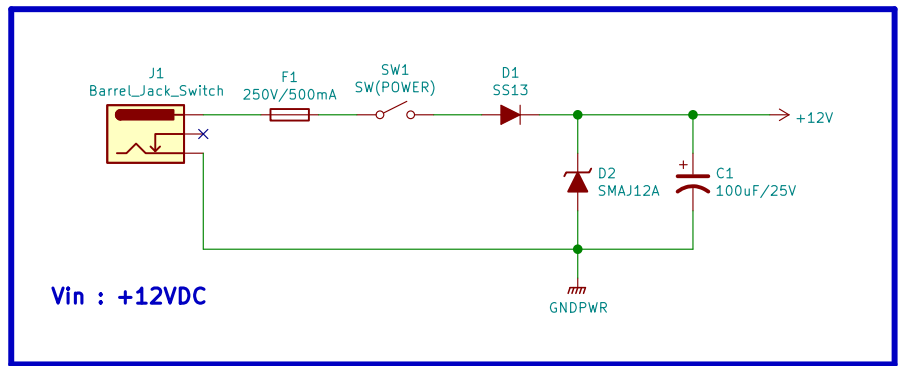 J1
Barrel_Jack_Switch
F1
250V/500mA
SW1
SW(POWER)
D1
SS13
+12V
D2
SMAJ12A
+
C1
100uF/25V
Vin : +12VDC
GNDPWR